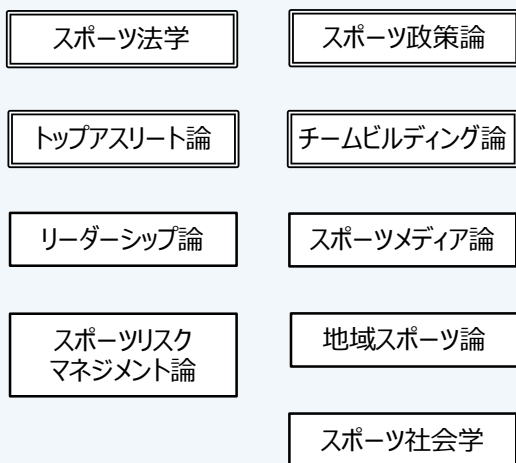 スポーツ法学
スポーツ政策論
トップアスリート論
チームビルディング論
リーダーシップ論
スポーツメディア論
スポーツリスク
マネジメント論
地域スポーツ論
スポーツ社会学